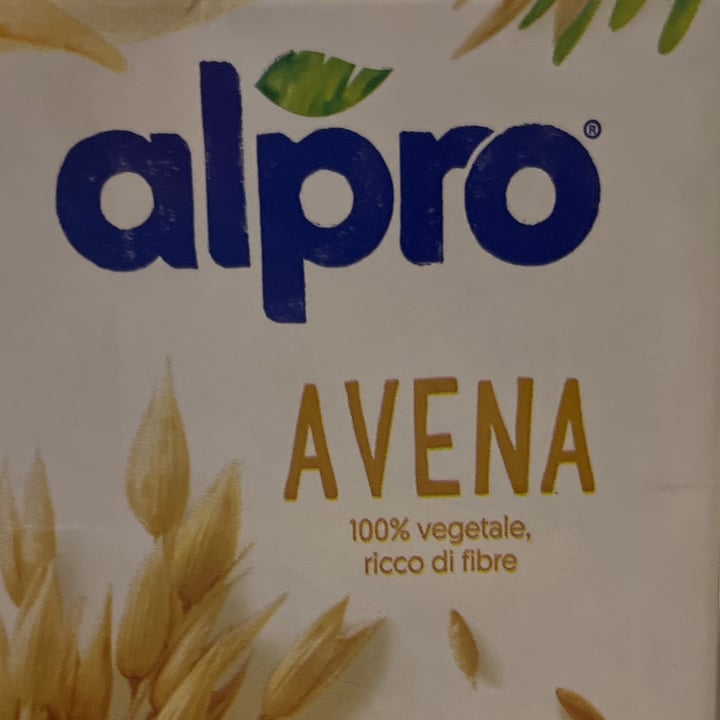 alpro®
AVENA
100% vegetale,
ricco di fibre